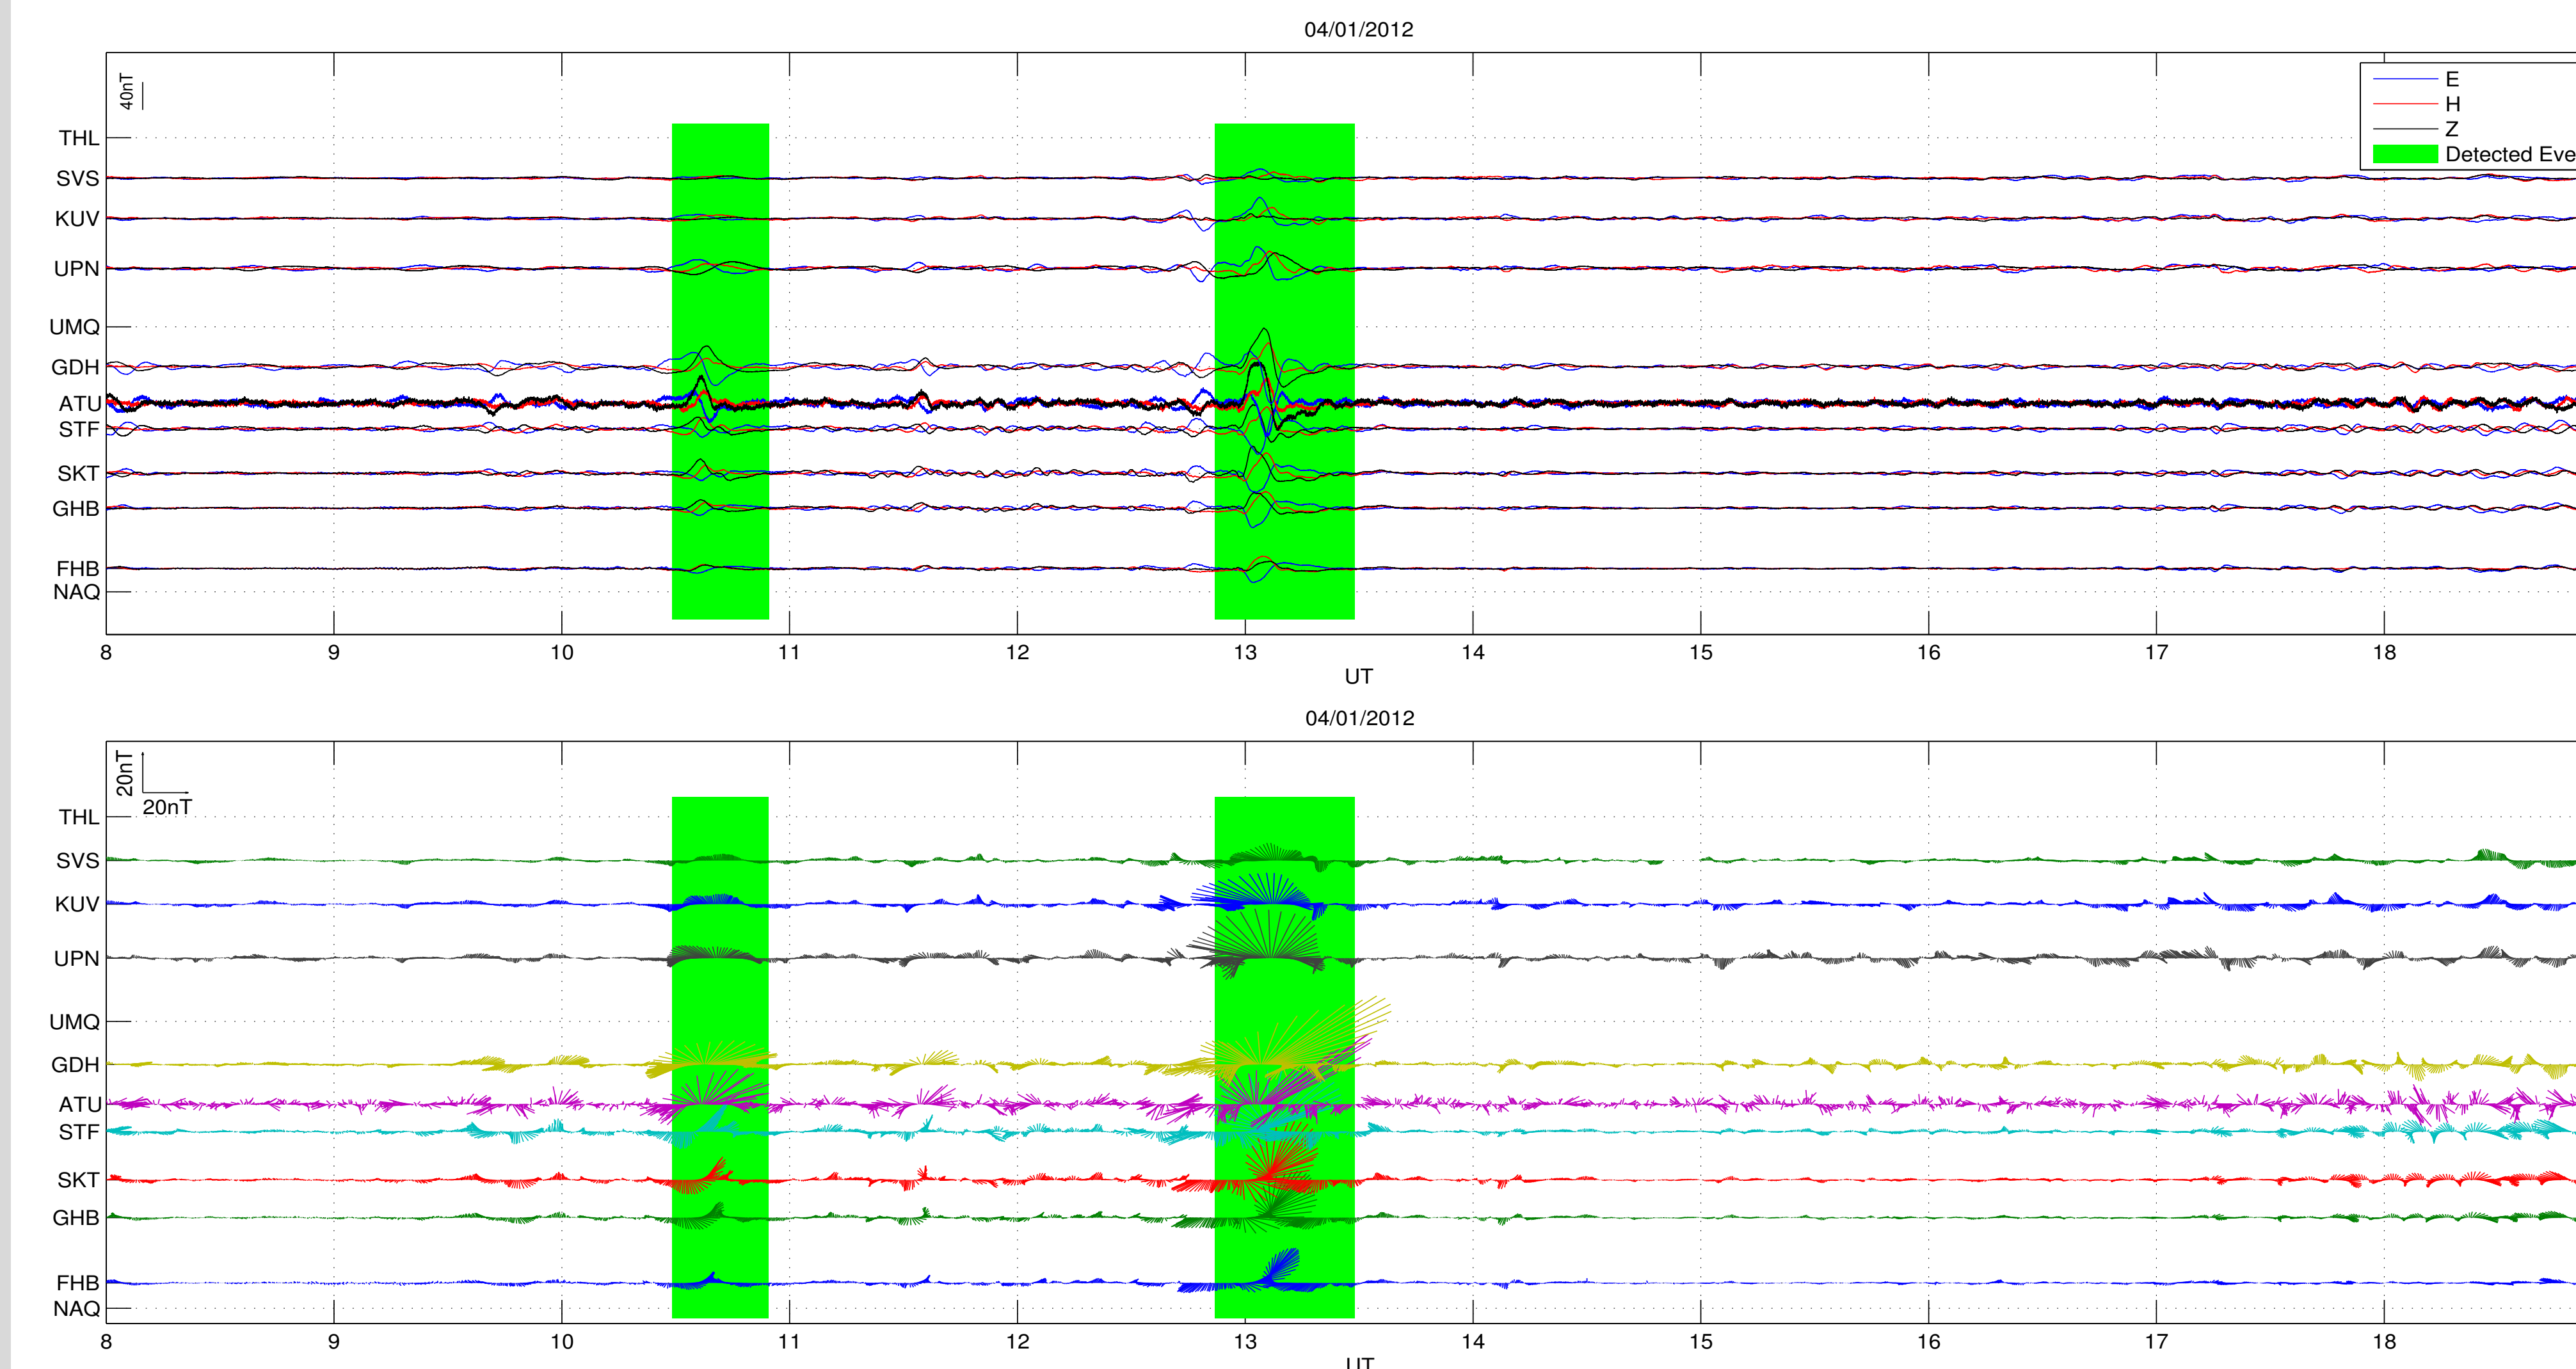 04/01/2012
40nT
E
H
Z
Detected Eve
THL
SVS
KUV
UPN
UMQ
GDH
ATU
STF
SKT
GHB
FHB
NAQ
8 9 10 11 12 13 14 15 16 17 18
UT
04/01/2012
20nT
20nT
THL
SVS
KUV
UPN
UMQ
GDH
ATU
STF
SKT
GHB
FHB
NAQ
8 9 10 11 12 13 14 15 16 17 18
UT